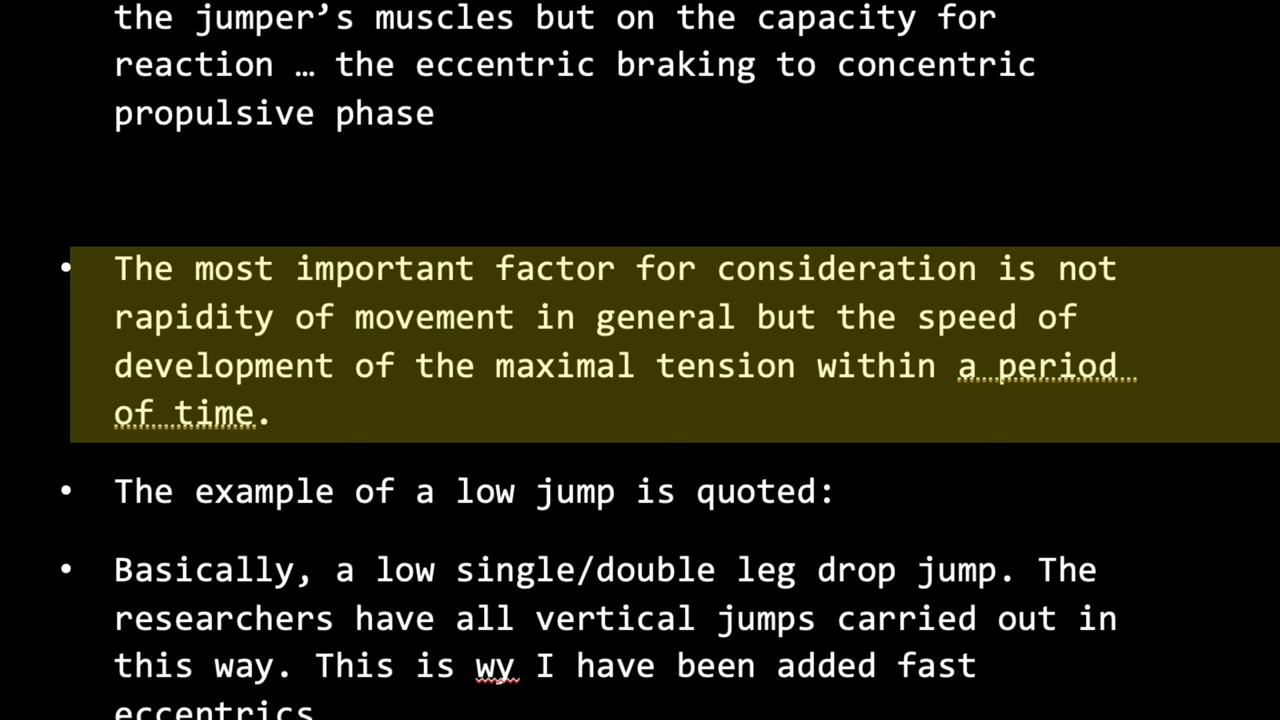 the jumper’s muscles but on the capacity for
reaction … the eccentric braking to concentric
propulsive phase
• The most important factor for consideration is not
rapidity of movement in general but the speed of
development of the maximal tension within a period
of time.
• The example of a low jump is quoted:
• Basically, a low single/double leg drop jump. The
researchers have all vertical jumps carried out in
this way. This is wy I have been added fast
eccentrics